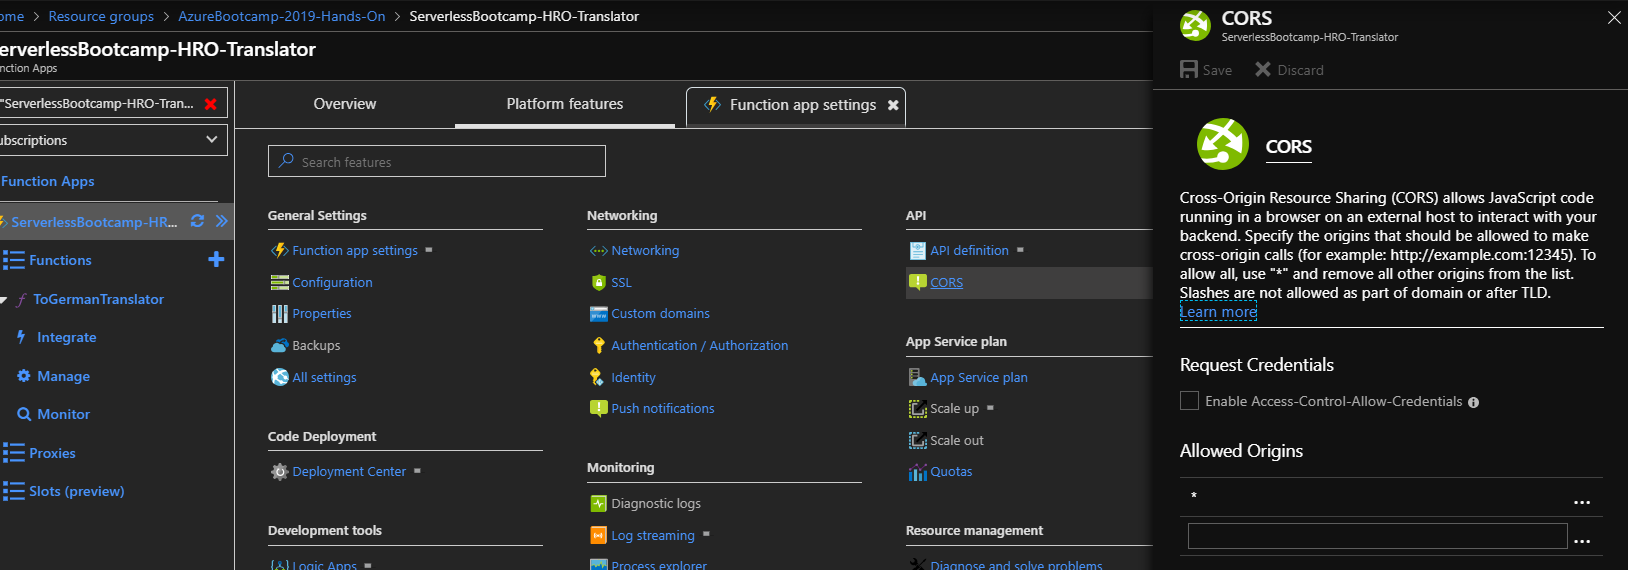 ome > Resource groups > AzureBootcamp-2019-Hands-On > ServerlessBootcamp-HRO-Translator
erverlessBootcamp-HRO-Translator
nction Apps
"ServerlessBootcamp-HRO-Tran...
ubscriptions
Function Apps
ServerlessBootcamp-HR...
Functions
ToGermanTranslator
Integrate
Manage
Monitor
Proxies
Slots (preview)
Overview
Platform features
Function app settings
Search features
General Settings
Function app settings
Configuration
Properties
Backups
All settings
Code Deployment
Deployment Center
Development tools
Logic Apps
Networking
Networking
SSL
Custom domains
Authentication / Authorization
Identity
Push notifications
Monitoring
Diagnostic logs
Log streaming
Process explorer
API
API definition
CORS
App Service plan
App Service plan
Scale up
Scale out
Quotas
Resource management
Diagnose and solve problems
CORS
ServerlessBootcamp-HRO-Translator
Save
Discard
CORS
Cross-Origin Resource Sharing (CORS) allows JavaScript code
running in a browser on an external host to interact with your
backend. Specify the origins that should be allowed to make
cross-origin calls (for example: http://example.com:12345). To
allow all, use "*" and remove all other origins from the list.
Slashes are not allowed as part of domain or after TLD.
Learn more
Request Credentials
Enable Access-Control-Allow-Credentials
Allowed Origins
*
...
...